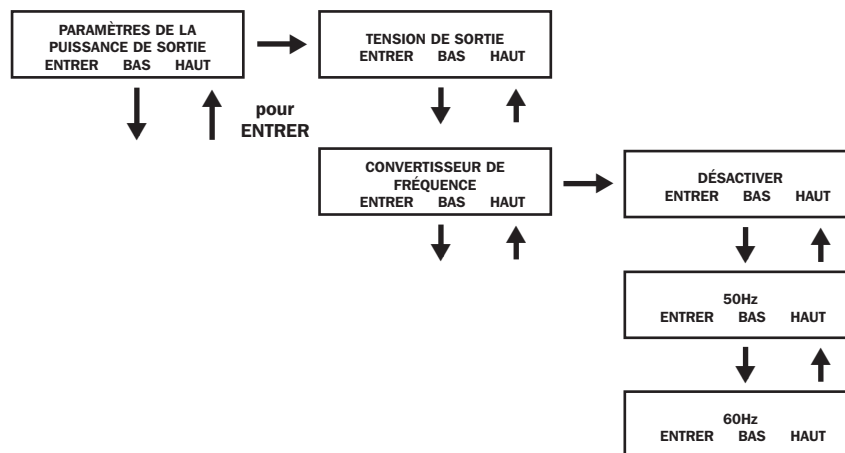 PARAMÈTRES DE LA
PUISSANCE DE SORTIE
ENTRER BAS HAUT
TENSION DE SORTIE
ENTRER BAS HAUT
pour
ENTRER
CONVERTISSEUR DE
FRÉQUENCE
ENTRER BAS HAUT
DÉSACTIVER
ENTRER BAS HAUT
50Hz
ENTRER BAS HAUT
60Hz
ENTRER BAS HAUT